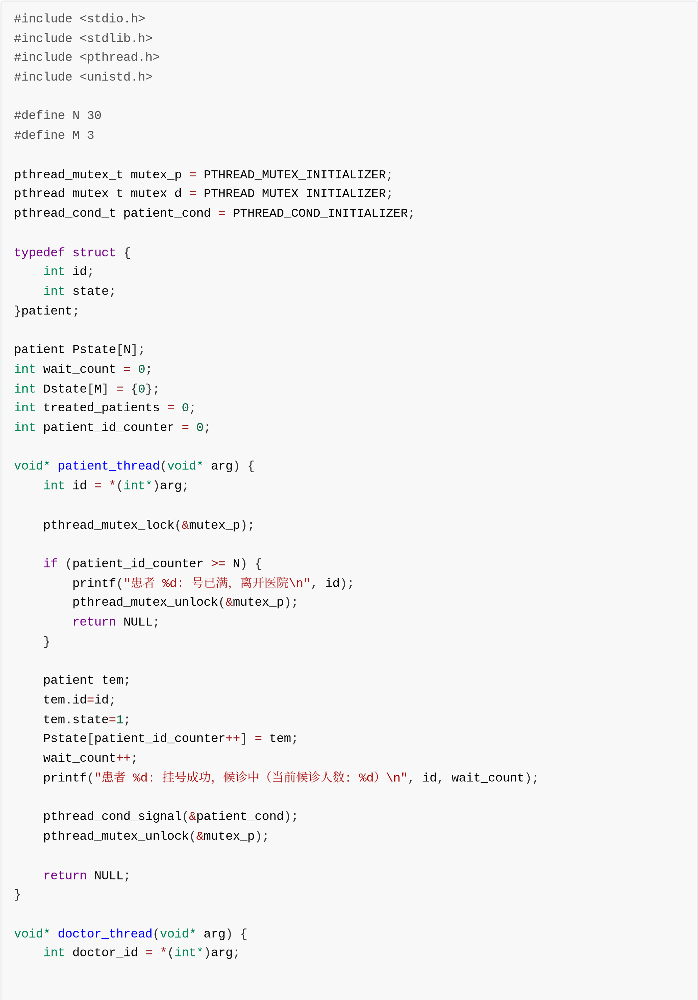 #include <stdio.h>
#include <stdlib.h>
#include <pthread.h>
#include <unistd.h>
#define N 30
#define M 3
pthread_mutex_t mutex_p = PTHREAD_MUTEX_INITIALIZER;
pthread_mutex_t mutex_d = PTHREAD_MUTEX_INITIALIZER;
pthread_cond_t patient_cond = PTHREAD_COND_INITIALIZER;
typedef struct {
    int id;
    int state;
}patient;
patient Pstate[N];
int wait_count = 0;
int Dstate[M] = {0};
int treated_patients = 0;
int patient_id_counter = 0;
void* patient_thread(void* arg) {
    int id = *(int*)arg;
    pthread_mutex_lock(&mutex_p);
    if (patient_id_counter >= N) {
        printf("患者 %d: 号已满，离开医院\n", id);
        pthread_mutex_unlock(&mutex_p);
        return NULL;
    }
    patient tem;
    tem.id=id;
    tem.state=1;
    Pstate[patient_id_counter++] = tem;
    wait_count++;
    printf("患者 %d: 挂号成功，候诊中（当前候诊人数: %d）\n", id, wait_count);
    pthread_cond_signal(&patient_cond);
    pthread_mutex_unlock(&mutex_p);
    return NULL;
}
void* doctor_thread(void* arg) {
    int doctor_id = *(int*)arg;